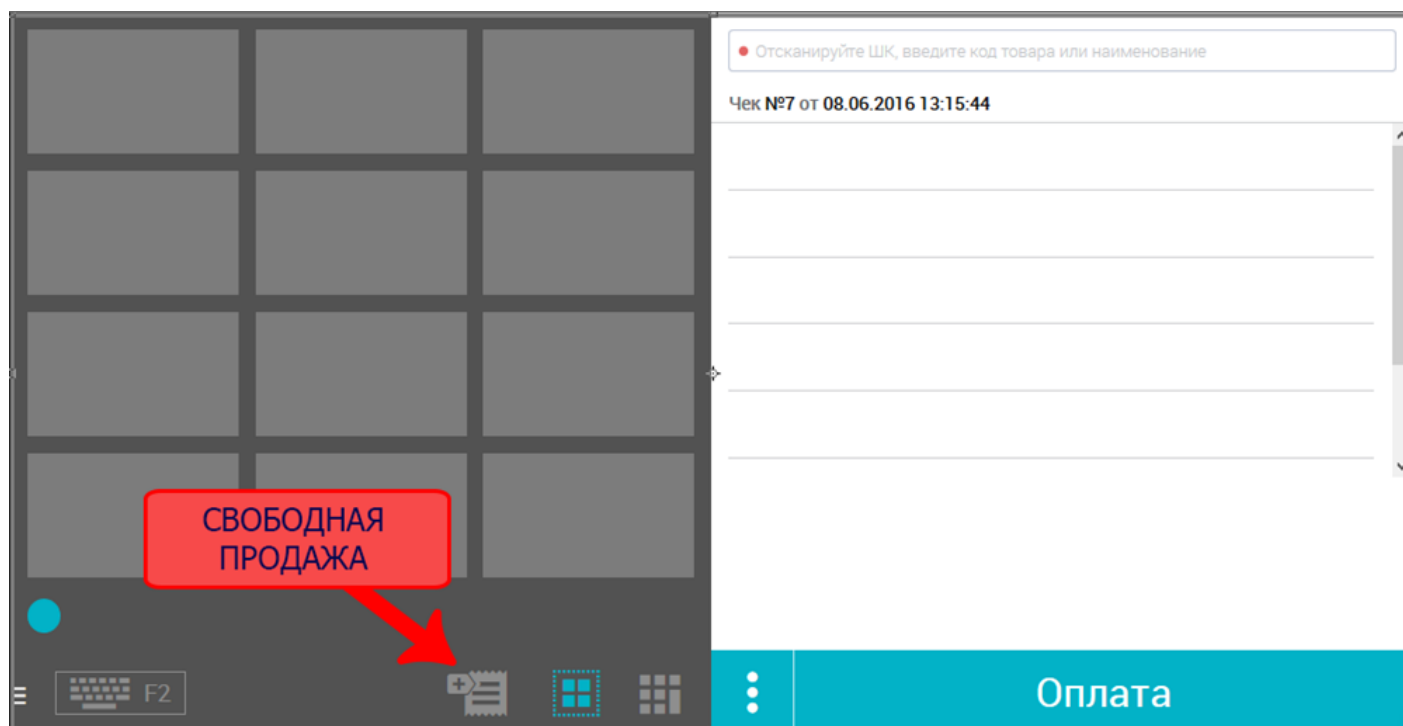 Отсканируйте ШК, введите код товара или наименование
Чек №7 от 08.06.2016 13:15:44
СВОБОДНАЯ
ПРОДАЖА
F2
Оплата